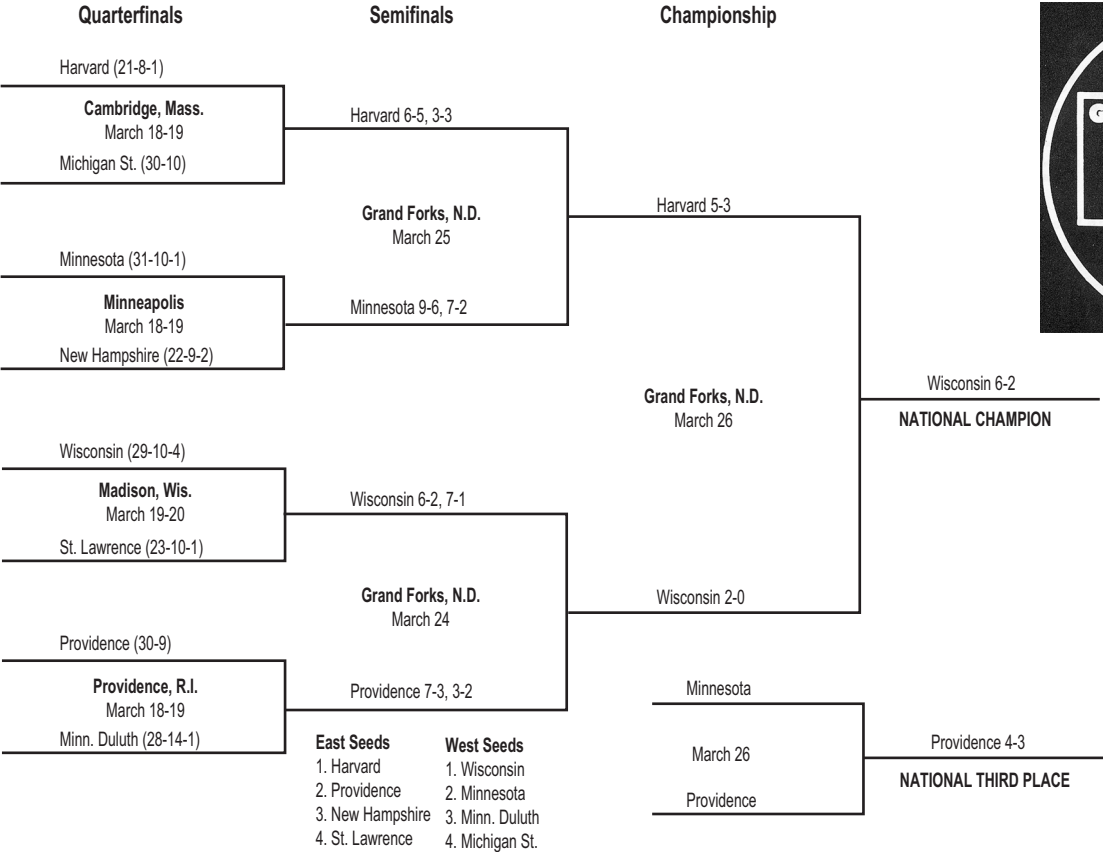 Quarterfinals
Semifinals
Championship
Harvard (21-8-1)
Cambridge, Mass.
March 18-19
Michigan St. (30-10)
Minnesota (31-10-1)
Minneapolis
March 18-19
New Hampshire (22-9-2)
Wisconsin (29-10-4)
Madison, Wis.
March 19-20
St. Lawrence (23-10-1)
Providence (30-9)
Providence, R.I.
March 18-19
Minn. Duluth (28-14-1)
Harvard 6-5, 3-3
Grand Forks, N.D.
March 25
Minnesota 9-6, 7-2
Wisconsin 6-2, 7-1
Grand Forks, N.D.
March 24
Providence 7-3, 3-2
East Seeds
1. Harvard
2. Providence
3. New Hampshire
4. St. Lawrence
West Seeds
1. Wisconsin
2. Minnesota
3. Minn. Duluth
4. Michigan St.
Harvard 5-3
Grand Forks, N.D.
March 26
Wisconsin 2-0
Wisconsin 6-2
NATIONAL CHAMPION
Minnesota
March 26
Providence
Providence 4-3
NATIONAL THIRD PLACE